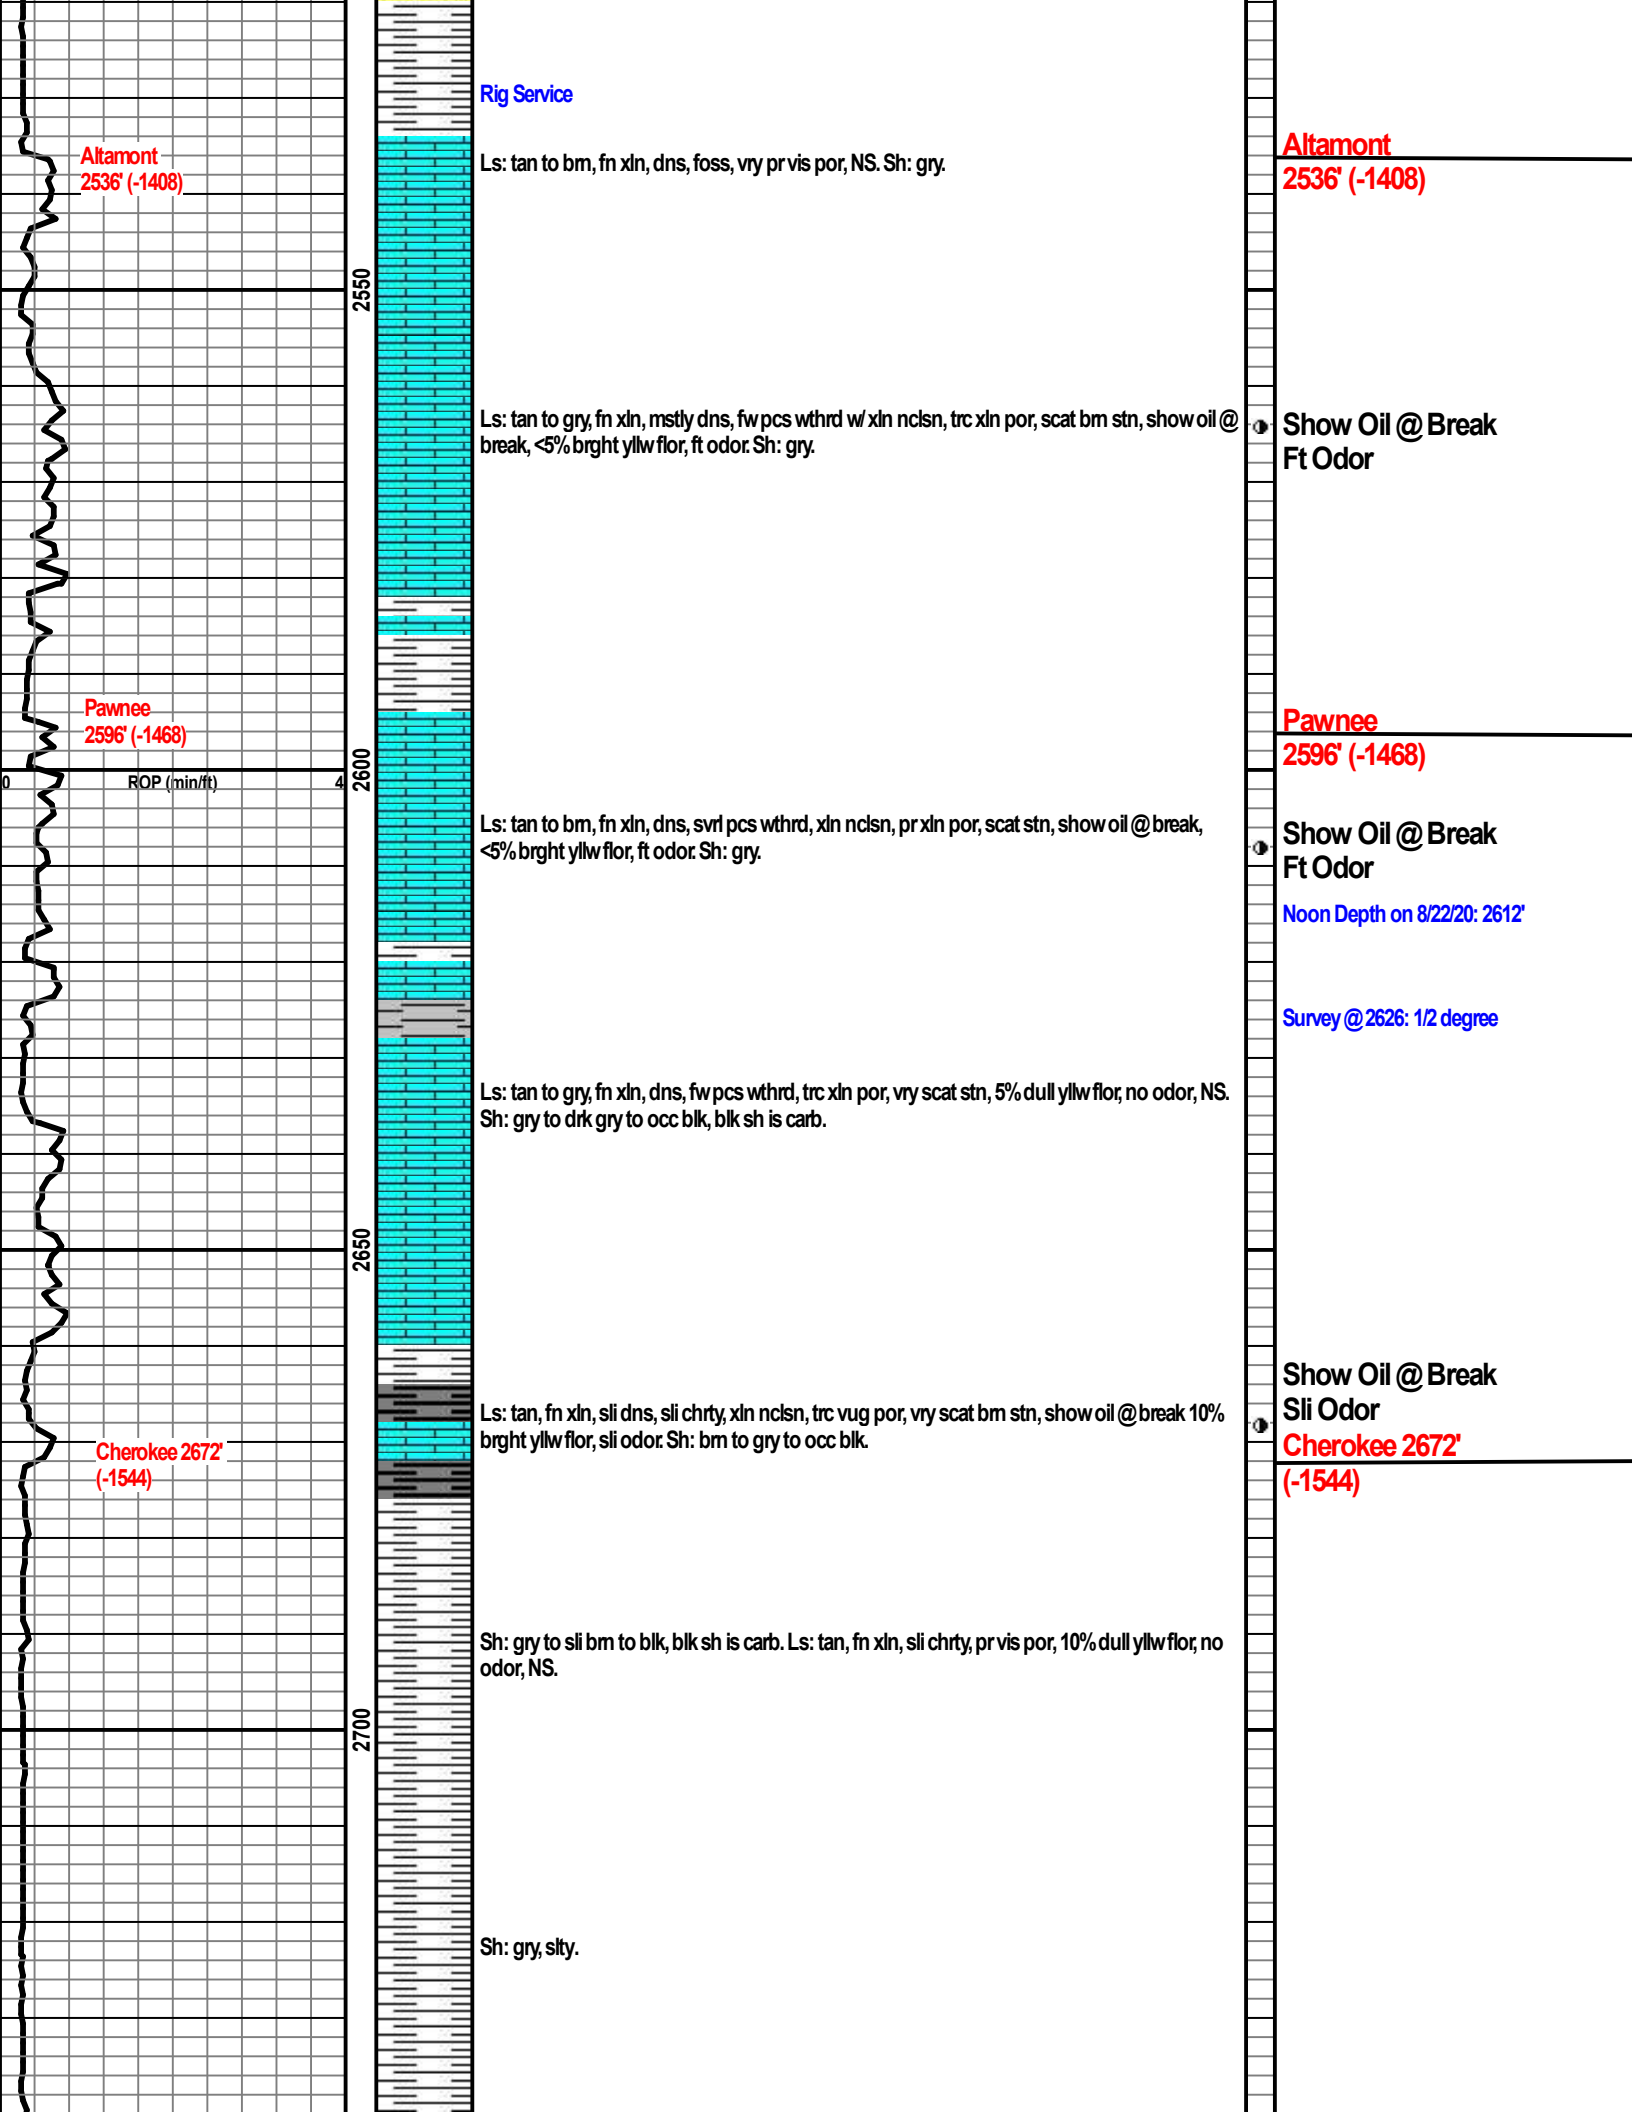 Rig Service
Altamont
2536' (-1408)
Ls: tan to brn, fn xln, dns, foss, vry pr vis por, NS. Sh: gry.
Altamont
2536' (-1408)
2550
Ls: tan to gry, fn xln, mstly dns, fw pcs wthrd w/ xln nclsn, trc xln por, scat brn stn, show oil @
break, <5% brght yllw flor, ft odor. Sh: gry.
Show Oil @ Break
Ft Odor
Pawnee
2596' (-1468)
Pawnee
2596' (-1468)
0 ROP (min/ft) 4
2600
Ls: tan to brn, fn xln, dns, svrl pcs wthrd, xln nclsn, pr xln por, scat stn, show oil @ break,
<5% brght yllw flor, ft odor. Sh: gry.
Show Oil @ Break
Ft Odor
Noon Depth on 8/22/20: 2612'
Survey @ 2626: 1/2 degree
Ls: tan to gry, fn xln, dns, fw pcs wthrd, trc xln por, vry scat stn, 5% dull yllw flor, no odor, NS.
Sh: gry to drk gry to occ blk, blk sh is carb.
2650
Show Oil @ Break
Sli Odor
Ls: tan, fn xln, sli dns, sli chrty, xln nclsn, trc vug por, vry scat brn stn, show oil @ break 10%
brght yllw flor, sli odor. Sh: brn to gry to occ blk.
Cherokee 2672'
(-1544)
Cherokee 2672'
(-1544)
Sh: gry to sli brn to blk, blk sh is carb. Ls: tan, fn xln, sli chrty, pr vis por, 10% dull yllw flor, no
odor, NS.
2700
Sh: gry, slty.